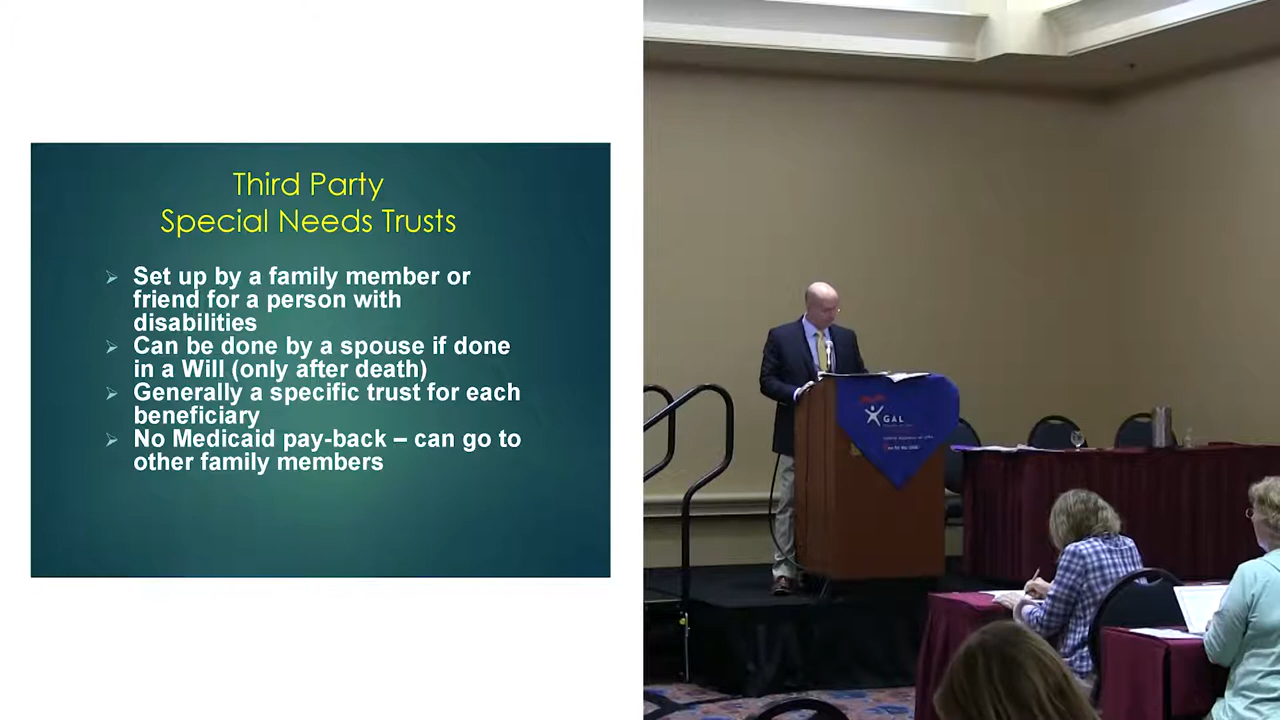 Third Party
Special Needs Trusts
Set up by a family member or
friend for a person with
disabilities
Can be done by a spouse if done
in a Will (only after death)
Generally a specific trust for each
beneficiary
No Medicaid pay-back – can go to
other family members
GAL